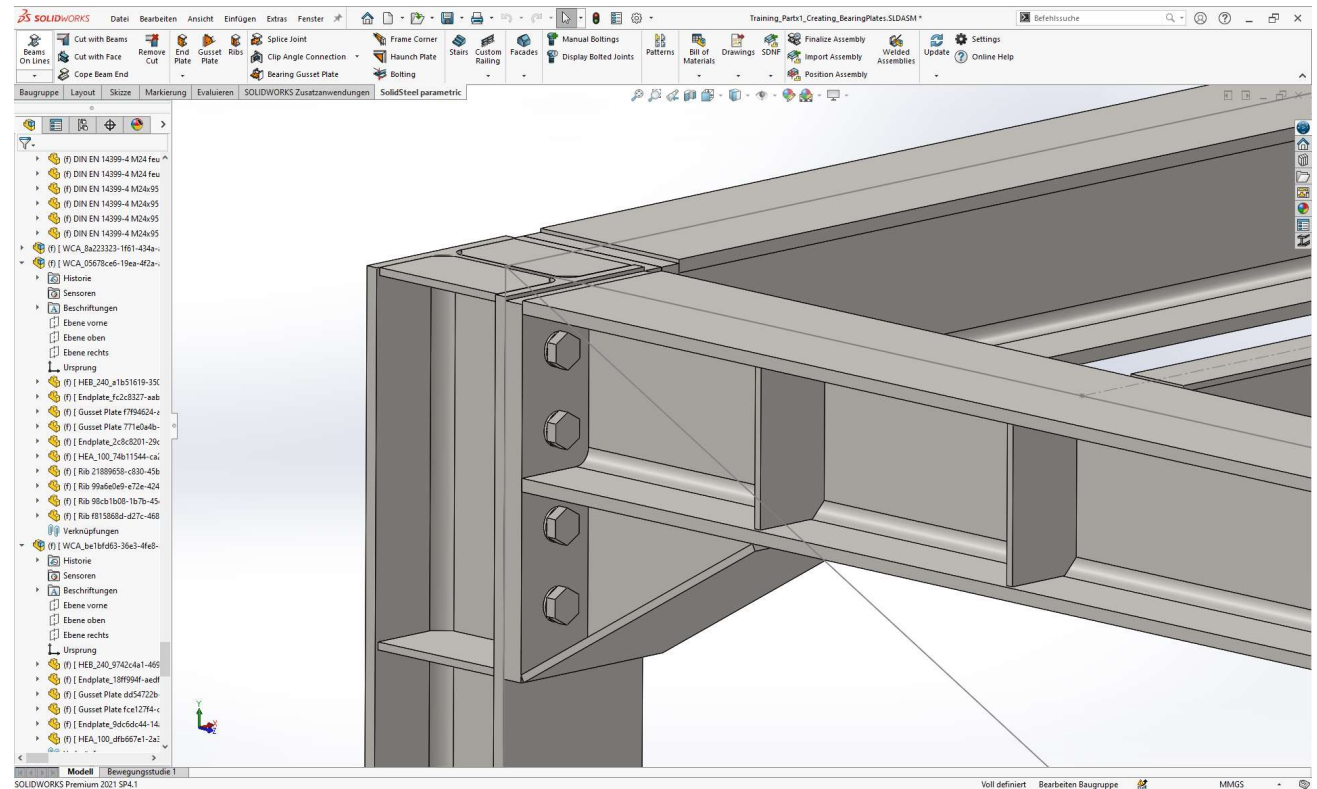 SOLIDWORKS Datei Bearbeiten Ansicht Einfügen Extras Fenster Training_Partx1_Creating_BearingPlates.SLDASM * Befehlssuche
Beams On Lines
Cut with Beams
Cut with Face
Cope Beam End
Remove Cut
End Plate
Gusset Plate
Ribs
Splice Joint
Clip Angle Connection
Bearing Gusset Plate
Frame Corner
Haunch Plate
Bolting
Stairs
Custom Railing
Facades
Manual Boltings
Display Bolted Joints
Patterns
Bill of Materials
Drawings
SDNF
Finalize Assembly
Import Assembly
Position Assembly
Welded Assemblies
Update
Settings
Online Help
Baugruppe Layout Skizze Markierung Evaluieren SOLIDWORKS Zusatzanwendungen SolidSteel parametric
(f) DIN EN 14399-4 M24 feu
(f) DIN EN 14399-4 M24 feu
(f) DIN EN 14399-4 M24x95
(f) DIN EN 14399-4 M24x95
(f) DIN EN 14399-4 M24x95
(f) DIN EN 14399-4 M24x95
(f) [ WCA_8a223323-1f61-434a-
(f) [ WCA_05678ce6-19ea-4f2a-
Historie
Sensoren
Beschriftungen
Ebene vorne
Ebene oben
Ebene rechts
Ursprung
(f) [ HEB_240_a1b51619-350
(f) [ Endplate_fc2c8327-aab
(f) [ Gusset Plate f7f94624-a
(f) [ Gusset Plate 771e0a4b-
(f) [ Endplate_2c8c8201-29c
(f) [ HEA_100_74b11544-ca2
(f) [ Rib 21889658-c830-45b
(f) [ Rib 99a6e0e9-e72e-424
(f) [ Rib 98cb1b08-1b7b-45
(f) [ Rib f815868d-d27c-468
Verknüpfungen
(f) [ WCA_be1bfd63-36e3-4fe8-
Historie
Sensoren
Beschriftungen
Ebene vorne
Ebene oben
Ebene rechts
Ursprung
(f) [ HEB_240_9742c4a1-469
(f) [ Endplate_18ff994f-aedf
(f) [ Gusset Plate dd54722b
(f) [ Gusset Plate fce127f4-c
(f) [ Endplate_9dc6dc44-14
(f) [ HEA_100_dfb667e1-2a
Y
X
Z
Modell Bewegungsstudie 1
SOLIDWORKS Premium 2021 SP4.1 Voll definiert Bearbeiten Baugruppe MMGS